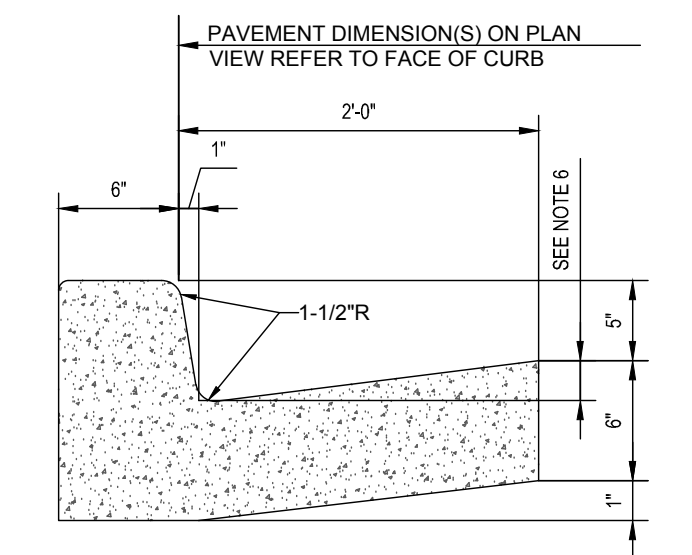 PAVEMENT DIMENSION(S) ON PLAN
VIEW REFER TO FACE OF CURB
2'-0"
1"
6"
SEE NOTE 6
1-1/2"R
5"
6"
1"